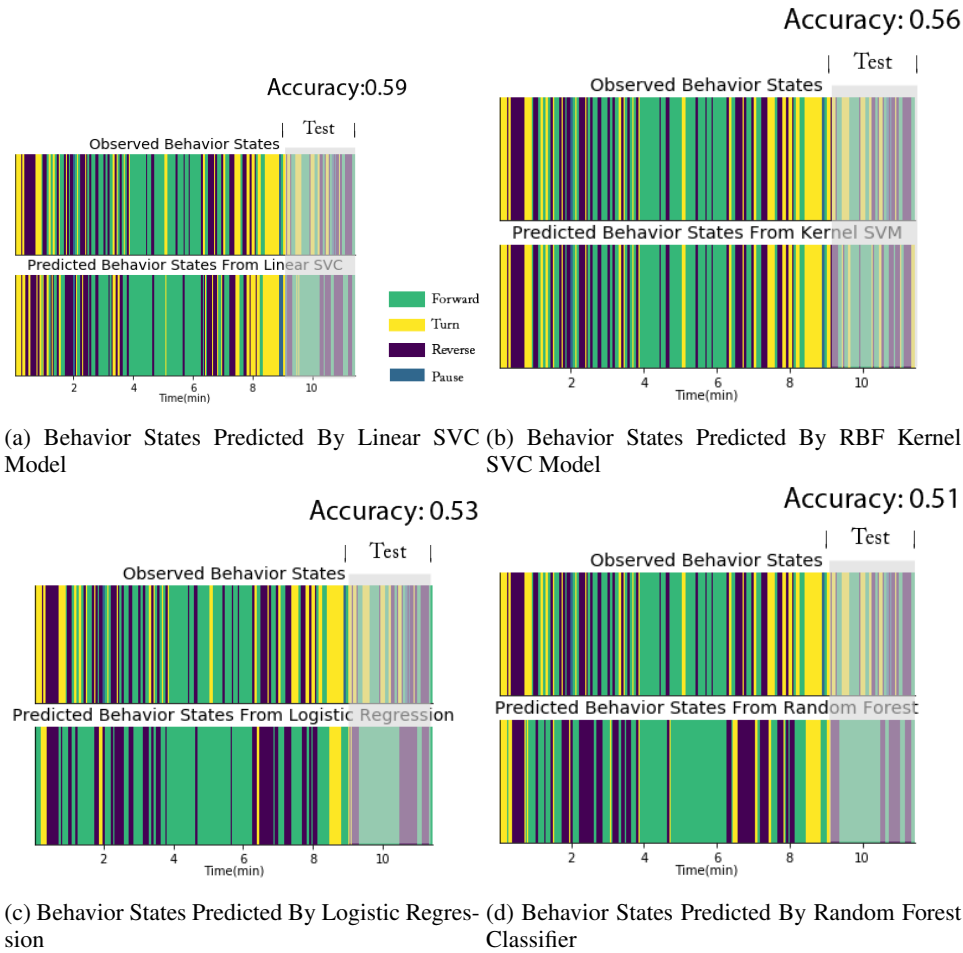 Accuracy:0.59
Test
Observed Behavior States
Predicted Behavior States From Linear SVC
2 4 6 8 10
Time(min)
Forward
Turn
Reverse
Pause
(a) Behavior States Predicted By Linear SVC
Model
Accuracy: 0.56
Test
Observed Behavior States
Predicted Behavior States From Kernel SVM
2 4 6 8 10
Time(min)
(b) Behavior States Predicted By RBF Kernel
SVC Model
Accuracy: 0.53
Test
Observed Behavior States
Predicted Behavior States From Logistic Regression
2 4 6 8 10
Time(min)
(c) Behavior States Predicted By Logistic Regres-
sion
Accuracy: 0.51
Test
Observed Behavior States
Predicted Behavior States From Random Forest
2 4 6 8 10
Time(min)
(d) Behavior States Predicted By Random Forest
Classifier